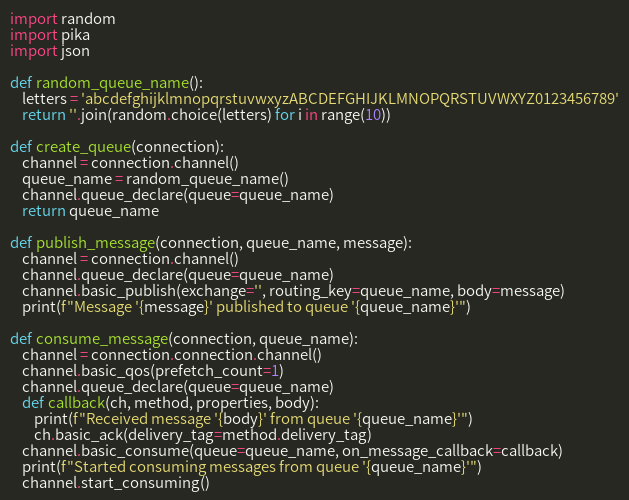 import random
import pika
import json

def random_queue_name():
    letters = 'abcdefghijklmnopqrstuvwxyzABCDEFGHIJKLMNOPQRSTUVWXYZ0123456789'
    return ''.join(random.choice(letters) for i in range(10))

def create_queue(connection):
    channel = connection.channel()
    queue_name = random_queue_name()
    channel.queue_declare(queue=queue_name)
    return queue_name

def publish_message(connection, queue_name, message):
    channel = connection.channel()
    channel.queue_declare(queue=queue_name)
    channel.basic_publish(exchange='', routing_key=queue_name, body=message)
    print(f"Message '{message}' published to queue '{queue_name}'")

def consume_message(connection, queue_name):
    channel = connection.connection.channel()
    channel.basic_qos(prefetch_count=1)
    channel.queue_declare(queue=queue_name)
    def callback(ch, method, properties, body):
        print(f"Received message '{body}' from queue '{queue_name}'")
        ch.basic_ack(delivery_tag=method.delivery_tag)
    channel.basic_consume(queue=queue_name, on_message_callback=callback)
    print(f"Started consuming messages from queue '{queue_name}'")
    channel.start_consuming()